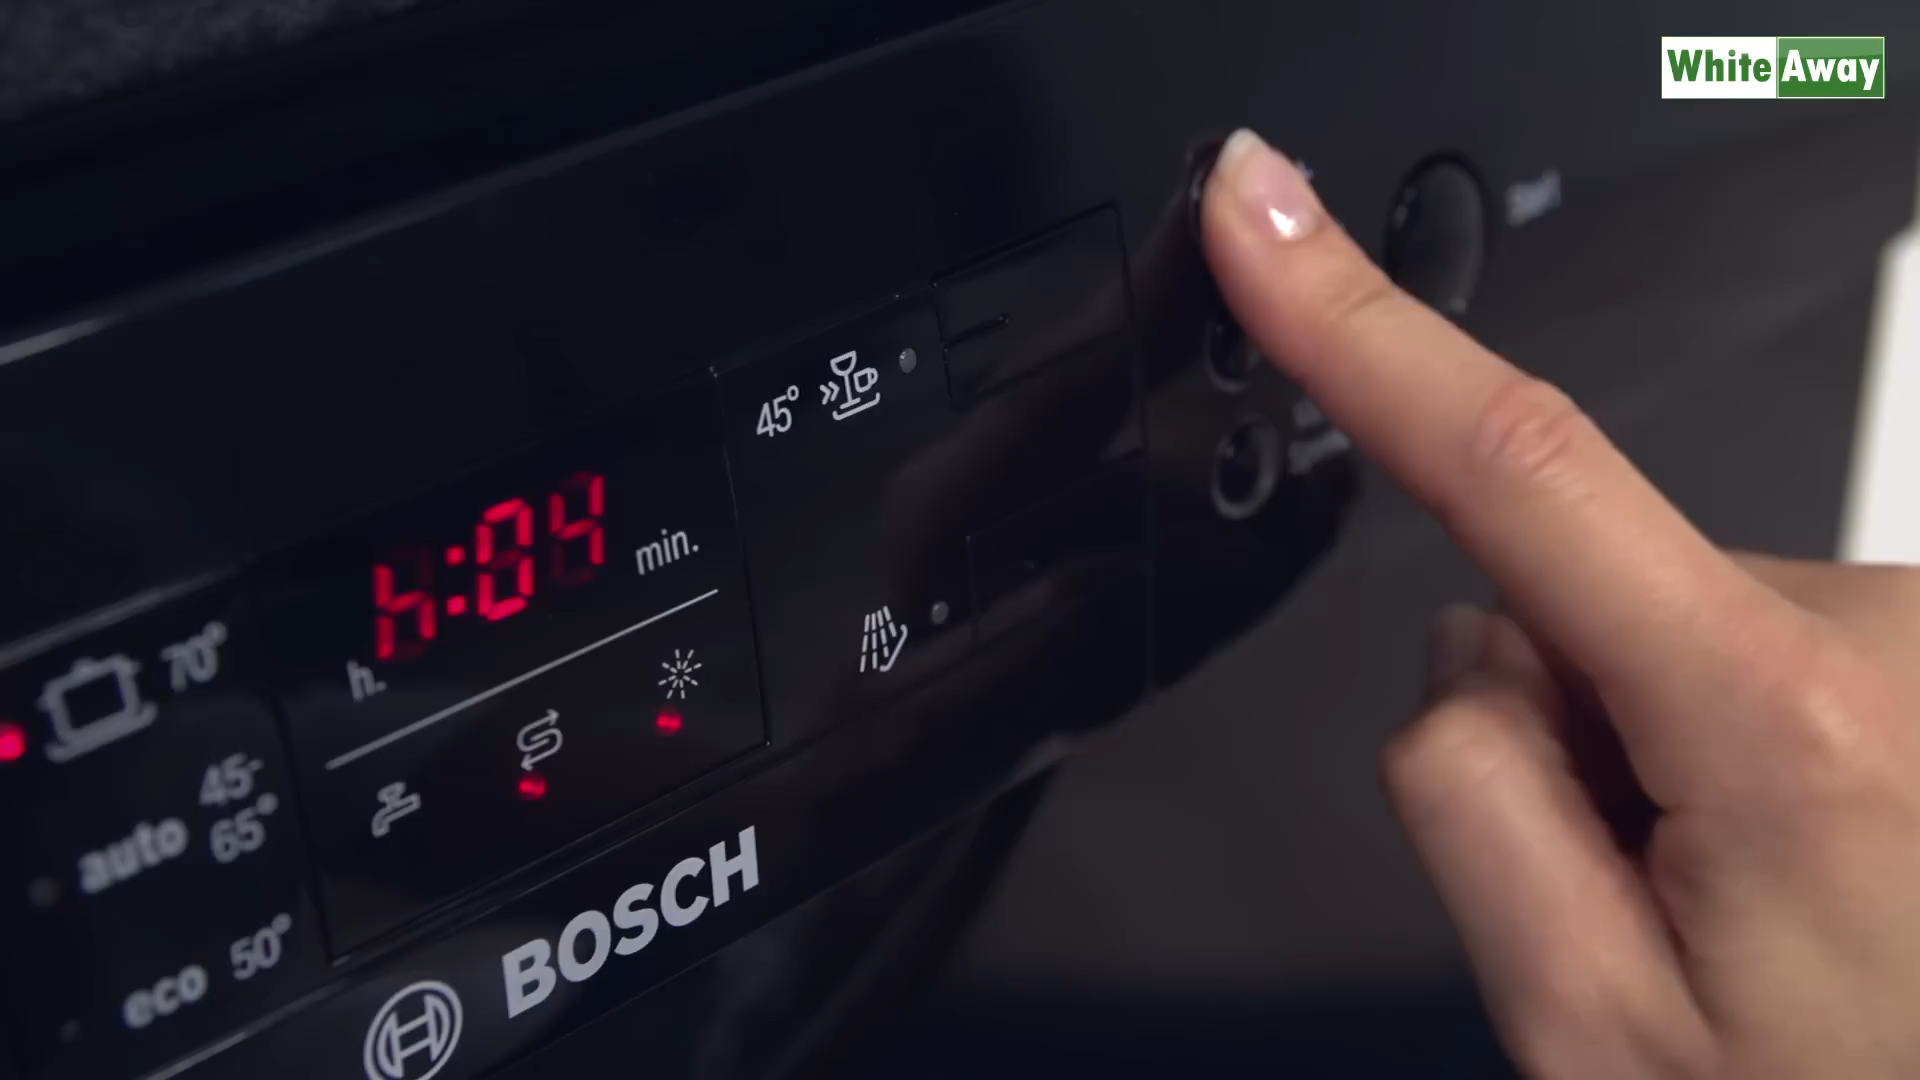 White Away
45°
h:04 min.
h.
70°
auto 45-
65°
eco 50°
BOSCH